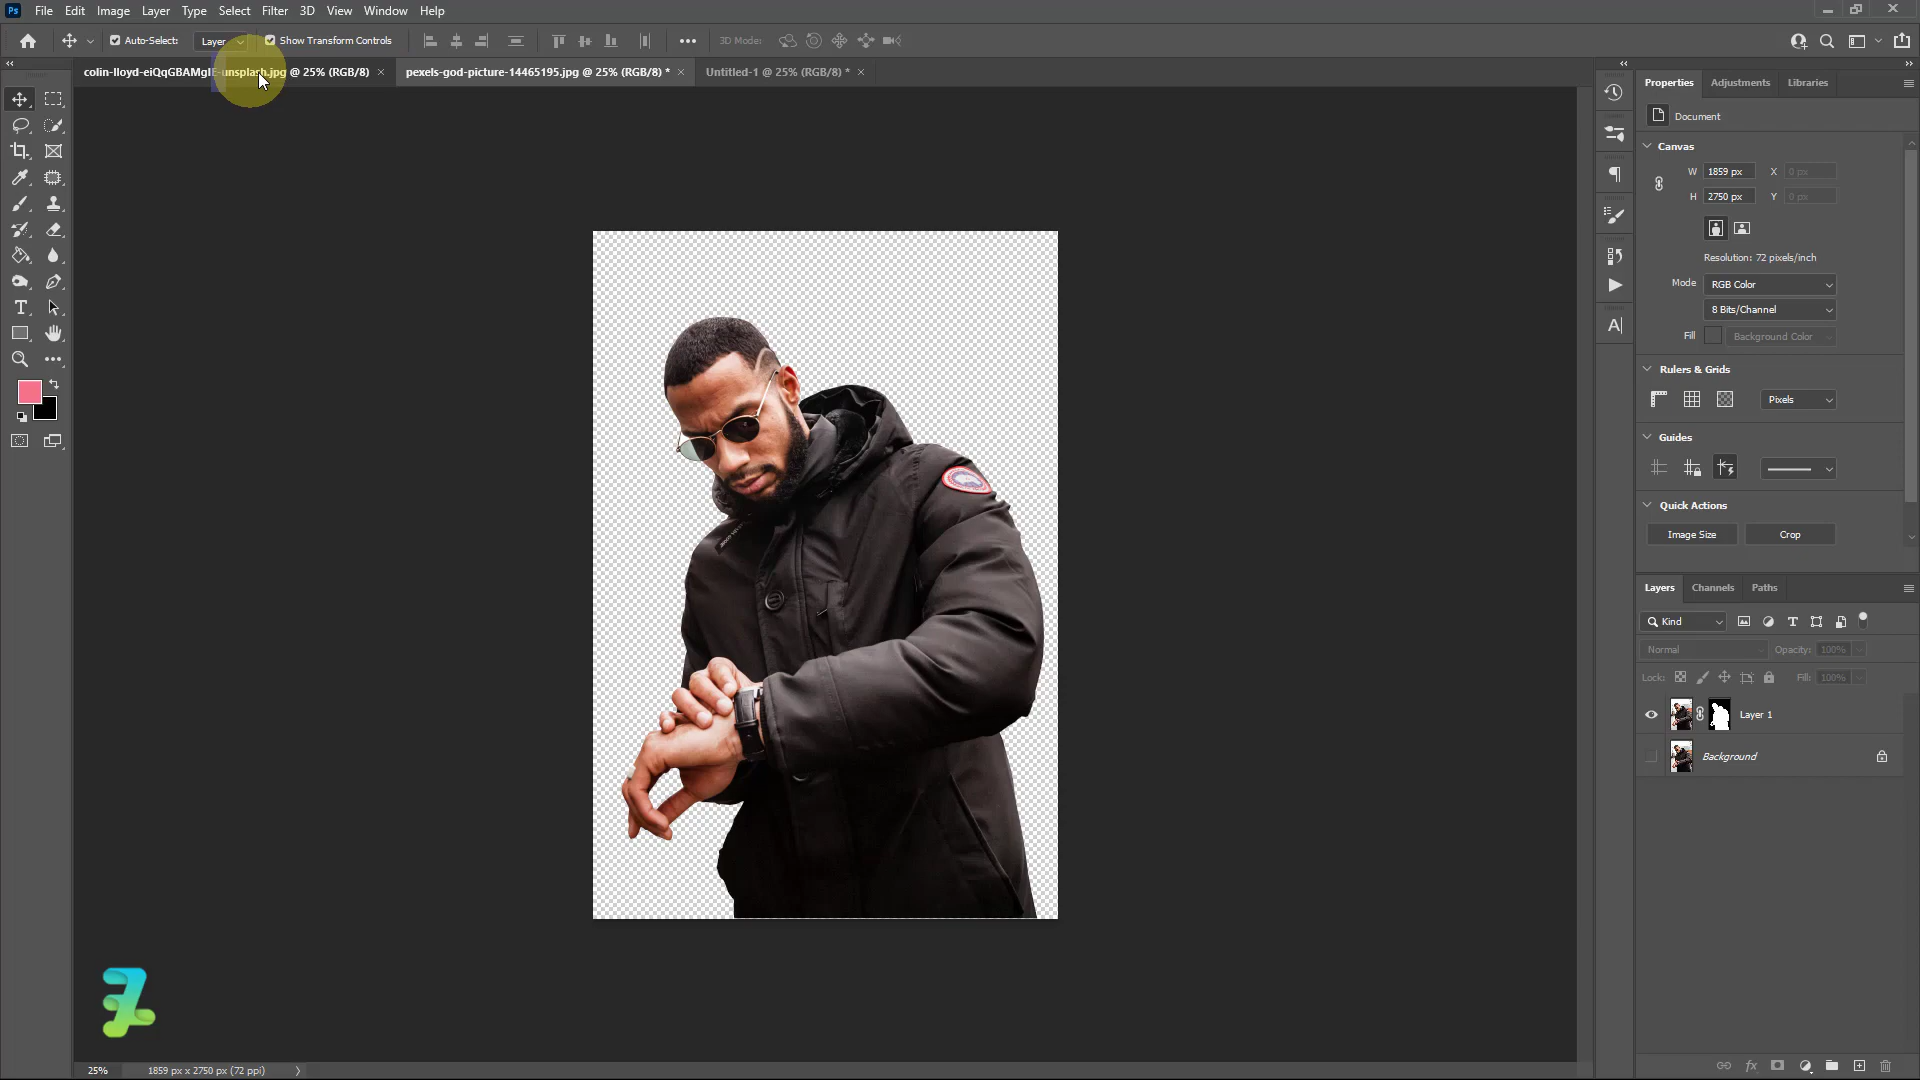 Ps File Edit Image Layer Type Select Filter 3D View Window Help
Auto-Select: Layer Show Transform Controls 3D Mode:
colin-lloyd-eiQqGBAMgIE-unsplash.jpg @ 25% (RGB/8) × pexels-god-picture-14465195.jpg @ 25% (RGB/8) * × Untitled-1 @ 25% (RGB/8) * ×
Properties Adjustments Libraries
Document
Canvas
W 1859 px X 0 px
H 2750 px Y 0 px
Resolution: 72 pixels/inch
Mode RGB Color
8 Bits/Channel
Fill Background Color
Rulers & Grids
Pixels
Guides
Quick Actions
Image Size Crop
Layers Channels Paths
Kind
Normal Opacity: 100%
Lock: Fill: 100%
Layer 1
Background
25% 1859 px x 2750 px (72 ppi)